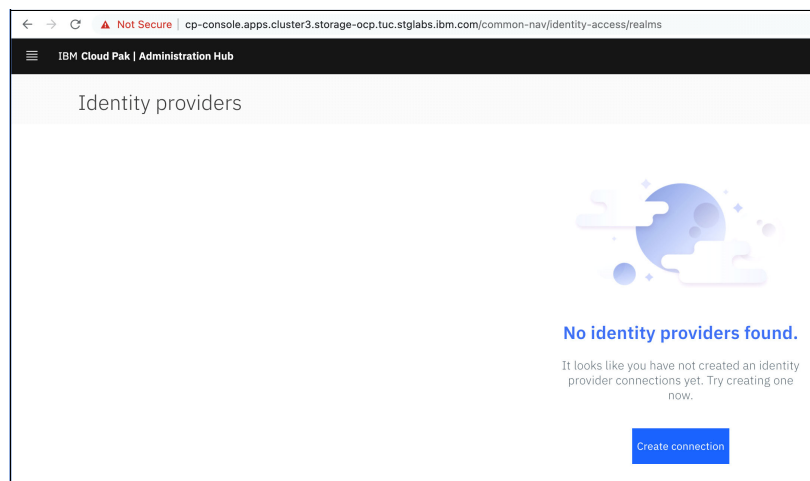 Not Secure | cp-console.apps.cluster3.storage-ocp.tuc.stglabs.ibm.com/common-nav/identity-access/realms
IBM Cloud Pak | Administration Hub
Identity providers
No identity providers found.
It looks like you have not created an identity
provider connections yet. Try creating one
now.
Create connection